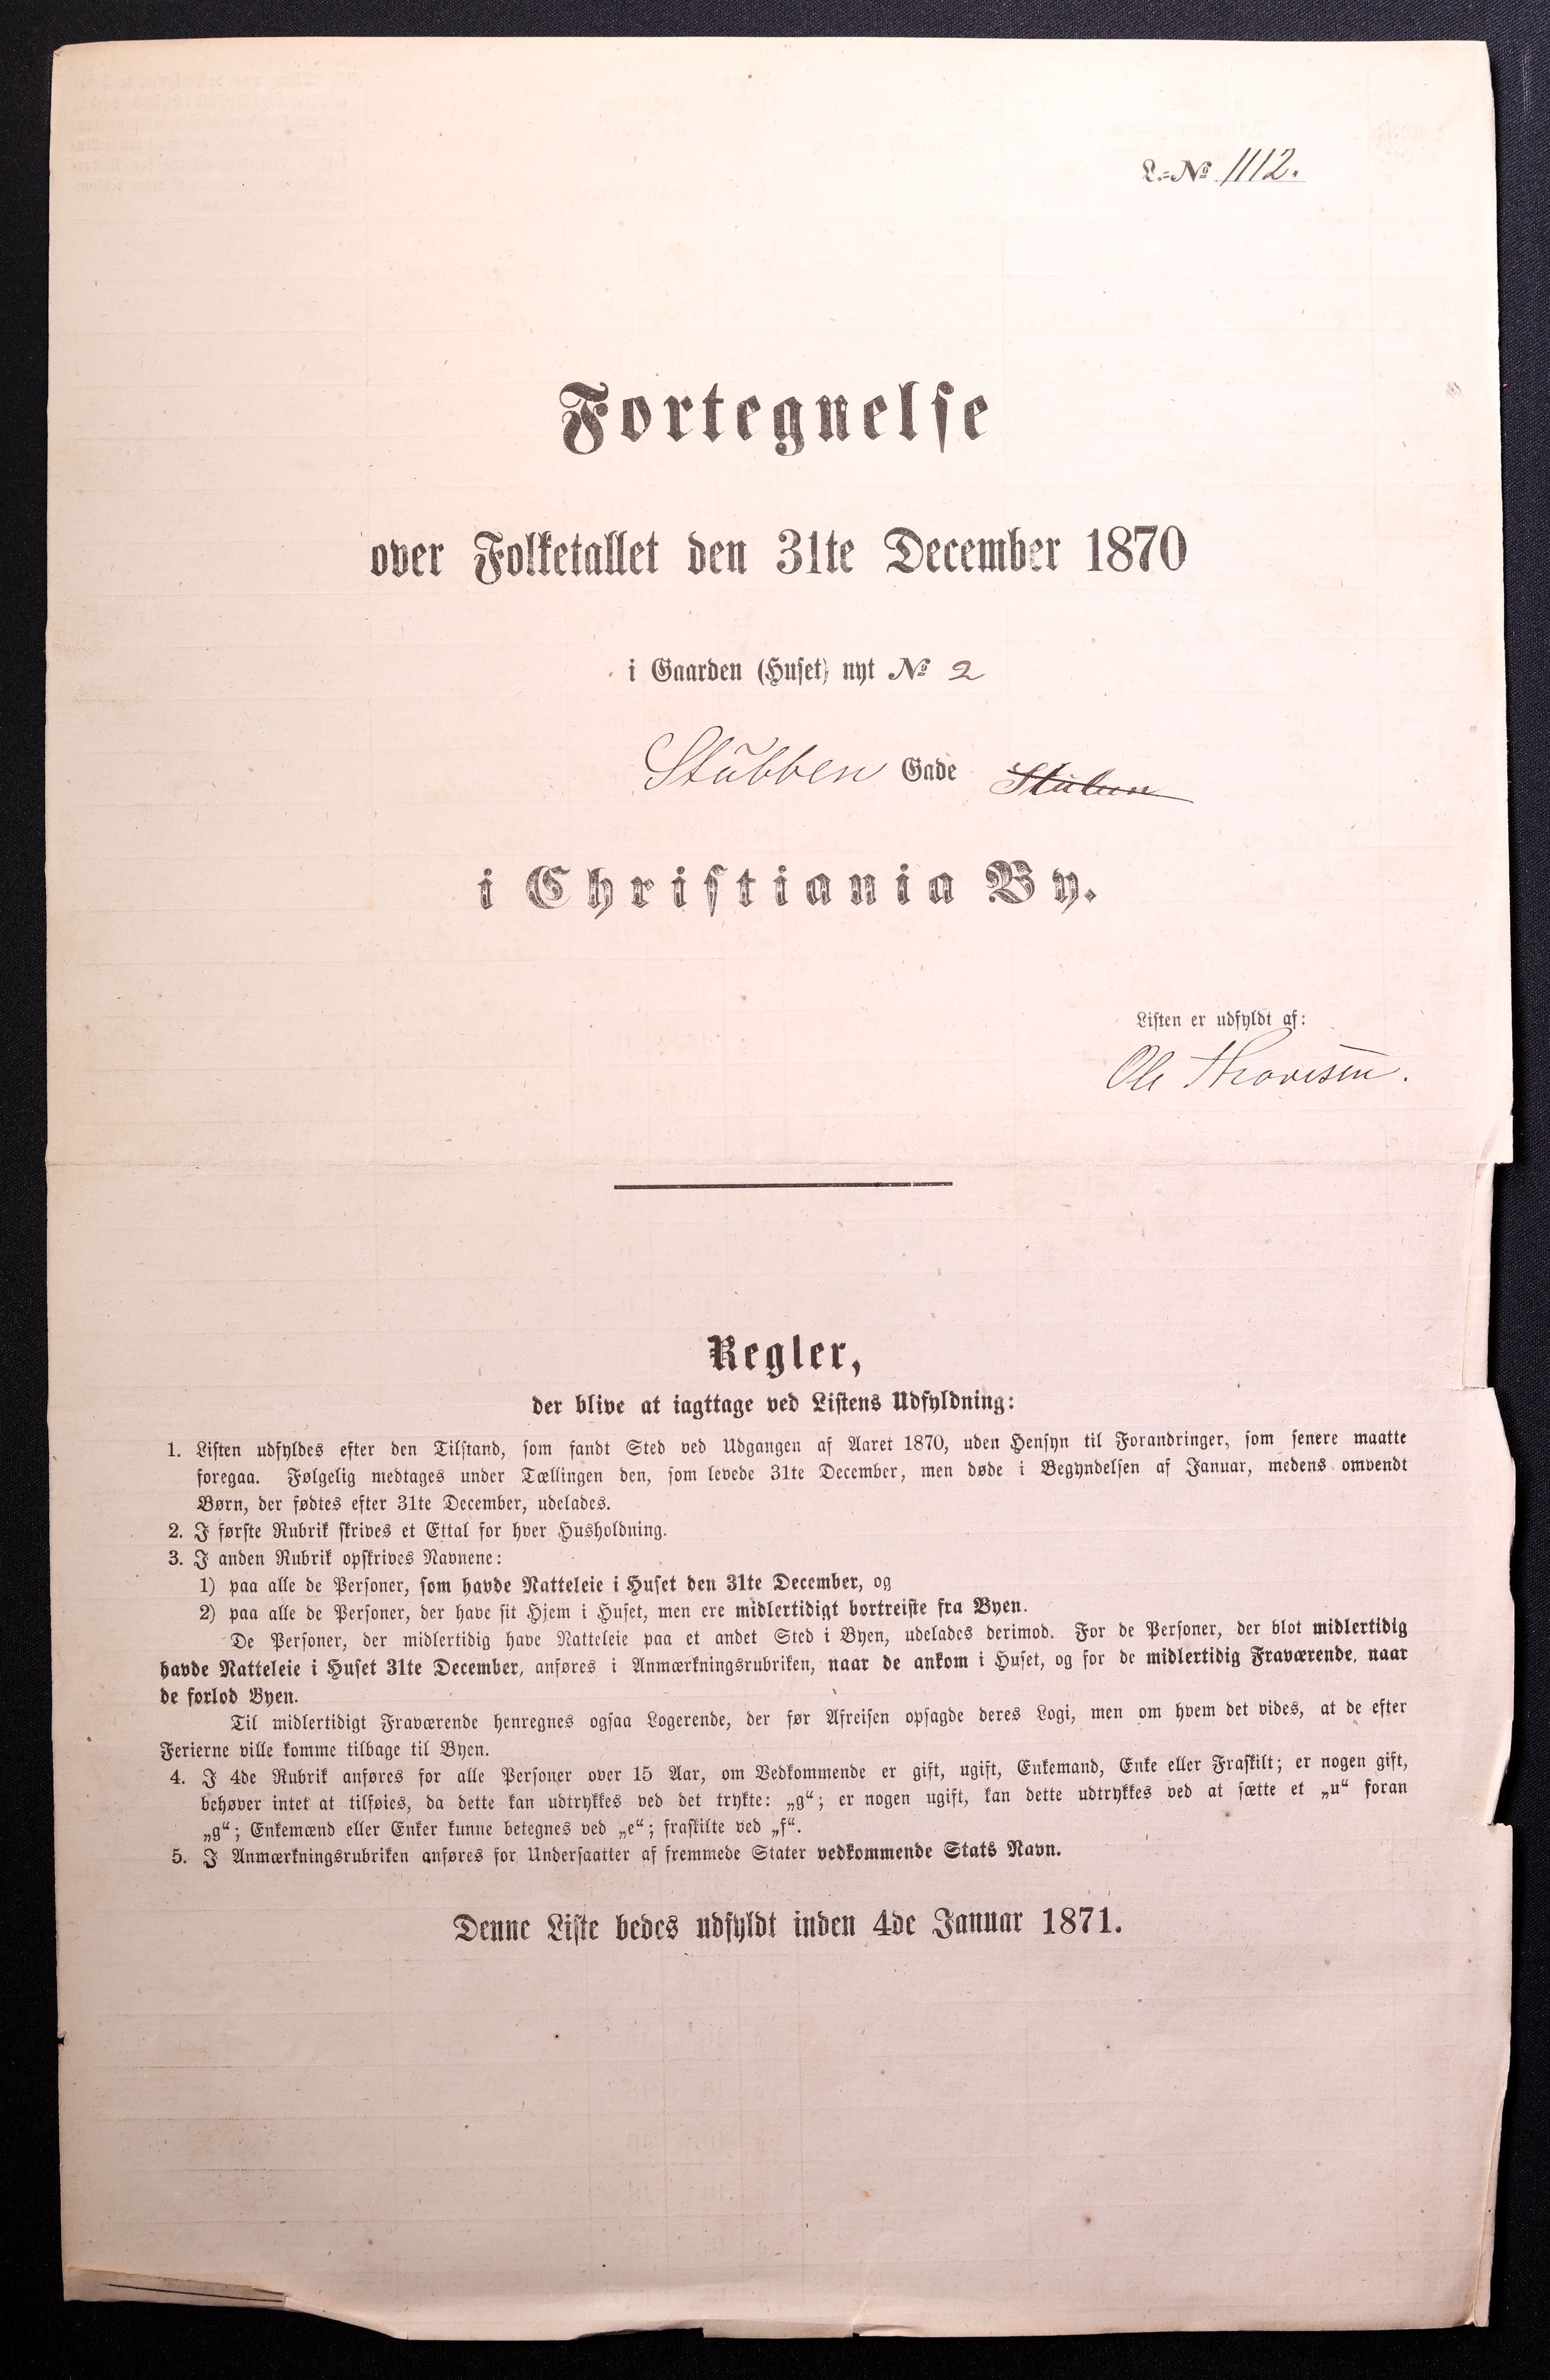 L.=No 1112.
Fortegnelse
over Folketallet den 31te December 1870
i Gaarden (Huset) nyt No 2
Stubben Gade
i Christiania By.
Listen er udfyldt af:
Ole
Regler,
der blive at iagttage ved Listens Udfyldning:
1. Listen udfyldes efter den Tilstand, som fandt Sted ved Udgangen af Aaret 1870, uden Hensyn til Forandringer, som senere maatte
foregaa. Følgelig medtages under Tællingen den, som levede 31te December, men døde i Begyndelsen af Januar, medens omvendt
Børn, der fødtes efter 31te December, udelades.
2. I første Rubrik skrives et Ettal for hver Husholdning.
3. I anden Rubrik opskrives Navnene:
1) paa alle de Personer, som havde Natteleie i Huset den 31te December, og
2) paa alle de Personer, der have sit Hjem i Huset, men ere midlertidigt bortreiste fra Byen.
De Personer, der midlertidig have Natteleie paa et andet Sted i Byen, udelades derimod. For de Personer, der blot midlertidig
havde Natteleie i Huset 31te December, anføres i Anmærkningsrubriken, naar de ankom i Huset, og for de midlertidig Fraværende, naar
de forlod Byen.
Til midlertidigt Fraværende henregnes ogsaa Logerende, der før Afreisen opsagde deres Logi, men om hvem det vides, at de efter
Ferierne ville komme tilbage til Byen.
4. I 4de Rubrik anføres for alle Personer over 15 Aar, om Vedkommende er gift, ugift, Enkemand, Enke eller Fraskilt; er nogen gift,
behøver intet at tilføies, da dette kan udtrykkes ved det trykte: „g“; er nogen ugift, kan dette udtrykkes ved at sætte et „u“ foran
„g“; Enkemænd eller Enker kunne betegnes ved „e“; fraskilte ved „f“.
5. I Anmærkningsrubriken anføres for Undersaatter af fremmede Stater vedkommende Stats Navn.
Denne Liste bedes udfyldt inden 4de Januar 1871.